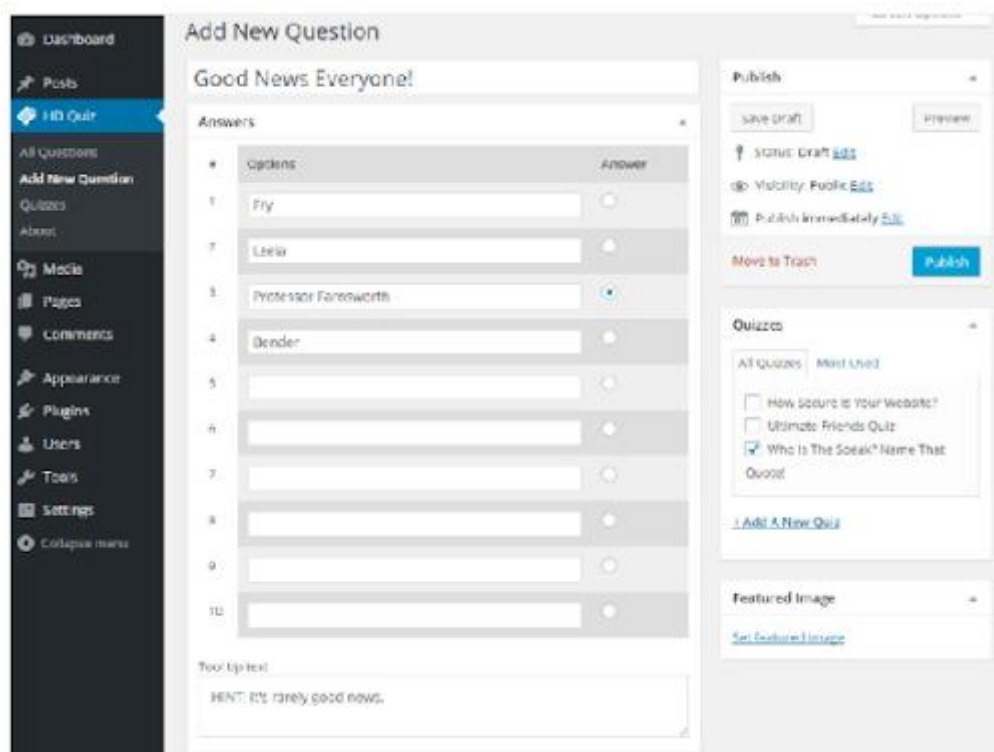 Dashboard
Posts
HD Quiz
All Questions
Add New Question
Quizzes
About
Media
Pages
Comments
Appearance
Plugins
Users
Tools
Settings
Collapse menu
Add New Question
Good News Everyone!
Answers
# Options Answer
1 Fry
2 Leela
3 Professor Farnsworth
4 Bender
5
6
7
8
9
10
Tool tip text
HINT: It's rarely good news.
Publish
Save Draft Preview
Status: Draft Edit
Visibility: Public Edit
Publish immediately Edit
Move to Trash Publish
Quizzes
All Quizzes Most Used
How Secure Is Your Website?
Ultimate Friends Quiz
Who Is The Speak? Name That
Quote!
+ Add A New Quiz
Featured Image
Set featured image